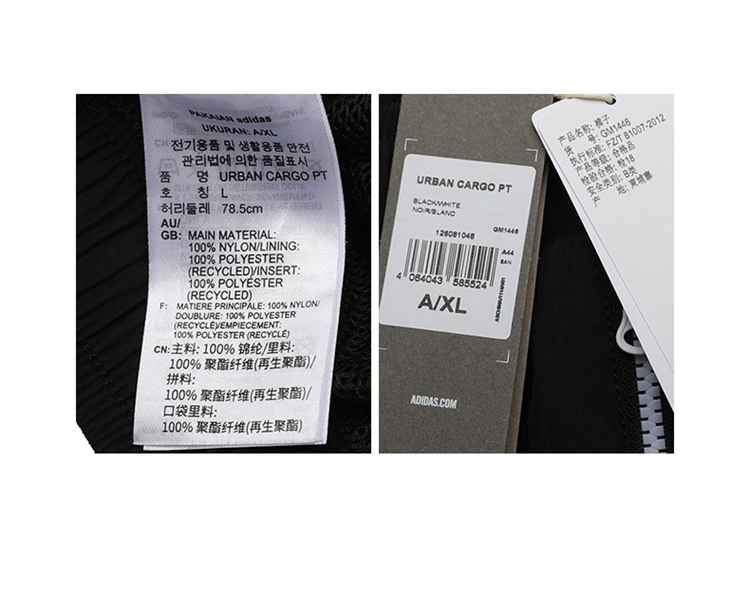 PAKAIAN adidas
UKURAN: A/XL
전기용품 및 생활용품 안전
관리법에 의한 품질표시
품 명 URBAN CARGO PT
호 칭 L
허리둘레 78.5cm
AU/
GB: MAIN MATERIAL:
100% NYLON/LINING:
100% POLYESTER
(RECYCLED)/INSERT:
100% POLYESTER
(RECYCLED)
F: MATIERE PRINCIPALE: 100% NYLON/
DOUBLURE: 100% POLYESTER
(RECYCLÉ)/EMPIECEMENT:
100% POLYESTER (RECYCLÉ)
CN: 主料: 100% 锦纶/里料:
100% 聚酯纤维(再生聚酯)/
拼料:
100% 聚酯纤维(再生聚酯)/
口袋里料:
100% 聚酯纤维(再生聚酯)
URBAN CARGO PT
BLACK/WHITE
NOIR/BLANC
126081048 GM1446
A44
EAN
4 064043 585524
A/XL
ADIDAS.COM
产品名称: 裤子
货 号: GM1446
执行标准: FZ/T 81007-2012
产品等级: 合格品
检验合格: 检18
安全类别: B类
产 地: 柬埔寨